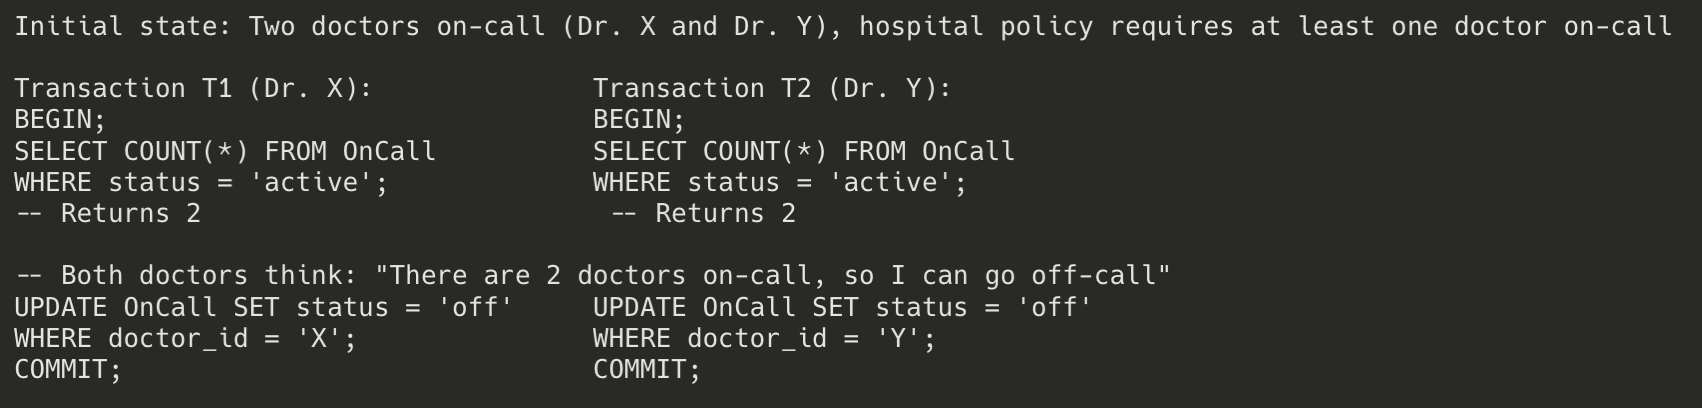 Initial state: Two doctors on-call (Dr. X and Dr. Y), hospital policy requires at least one doctor on-call
Transaction T1 (Dr. X):                Transaction T2 (Dr. Y):
BEGIN;                                 BEGIN;
SELECT COUNT(*) FROM OnCall            SELECT COUNT(*) FROM OnCall
WHERE status = 'active';               WHERE status = 'active';
-- Returns 2                           -- Returns 2
-- Both doctors think: "There are 2 doctors on-call, so I can go off-call"
UPDATE OnCall SET status = 'off'       UPDATE OnCall SET status = 'off'
WHERE doctor_id = 'X';                 WHERE doctor_id = 'Y';
COMMIT;                                COMMIT;